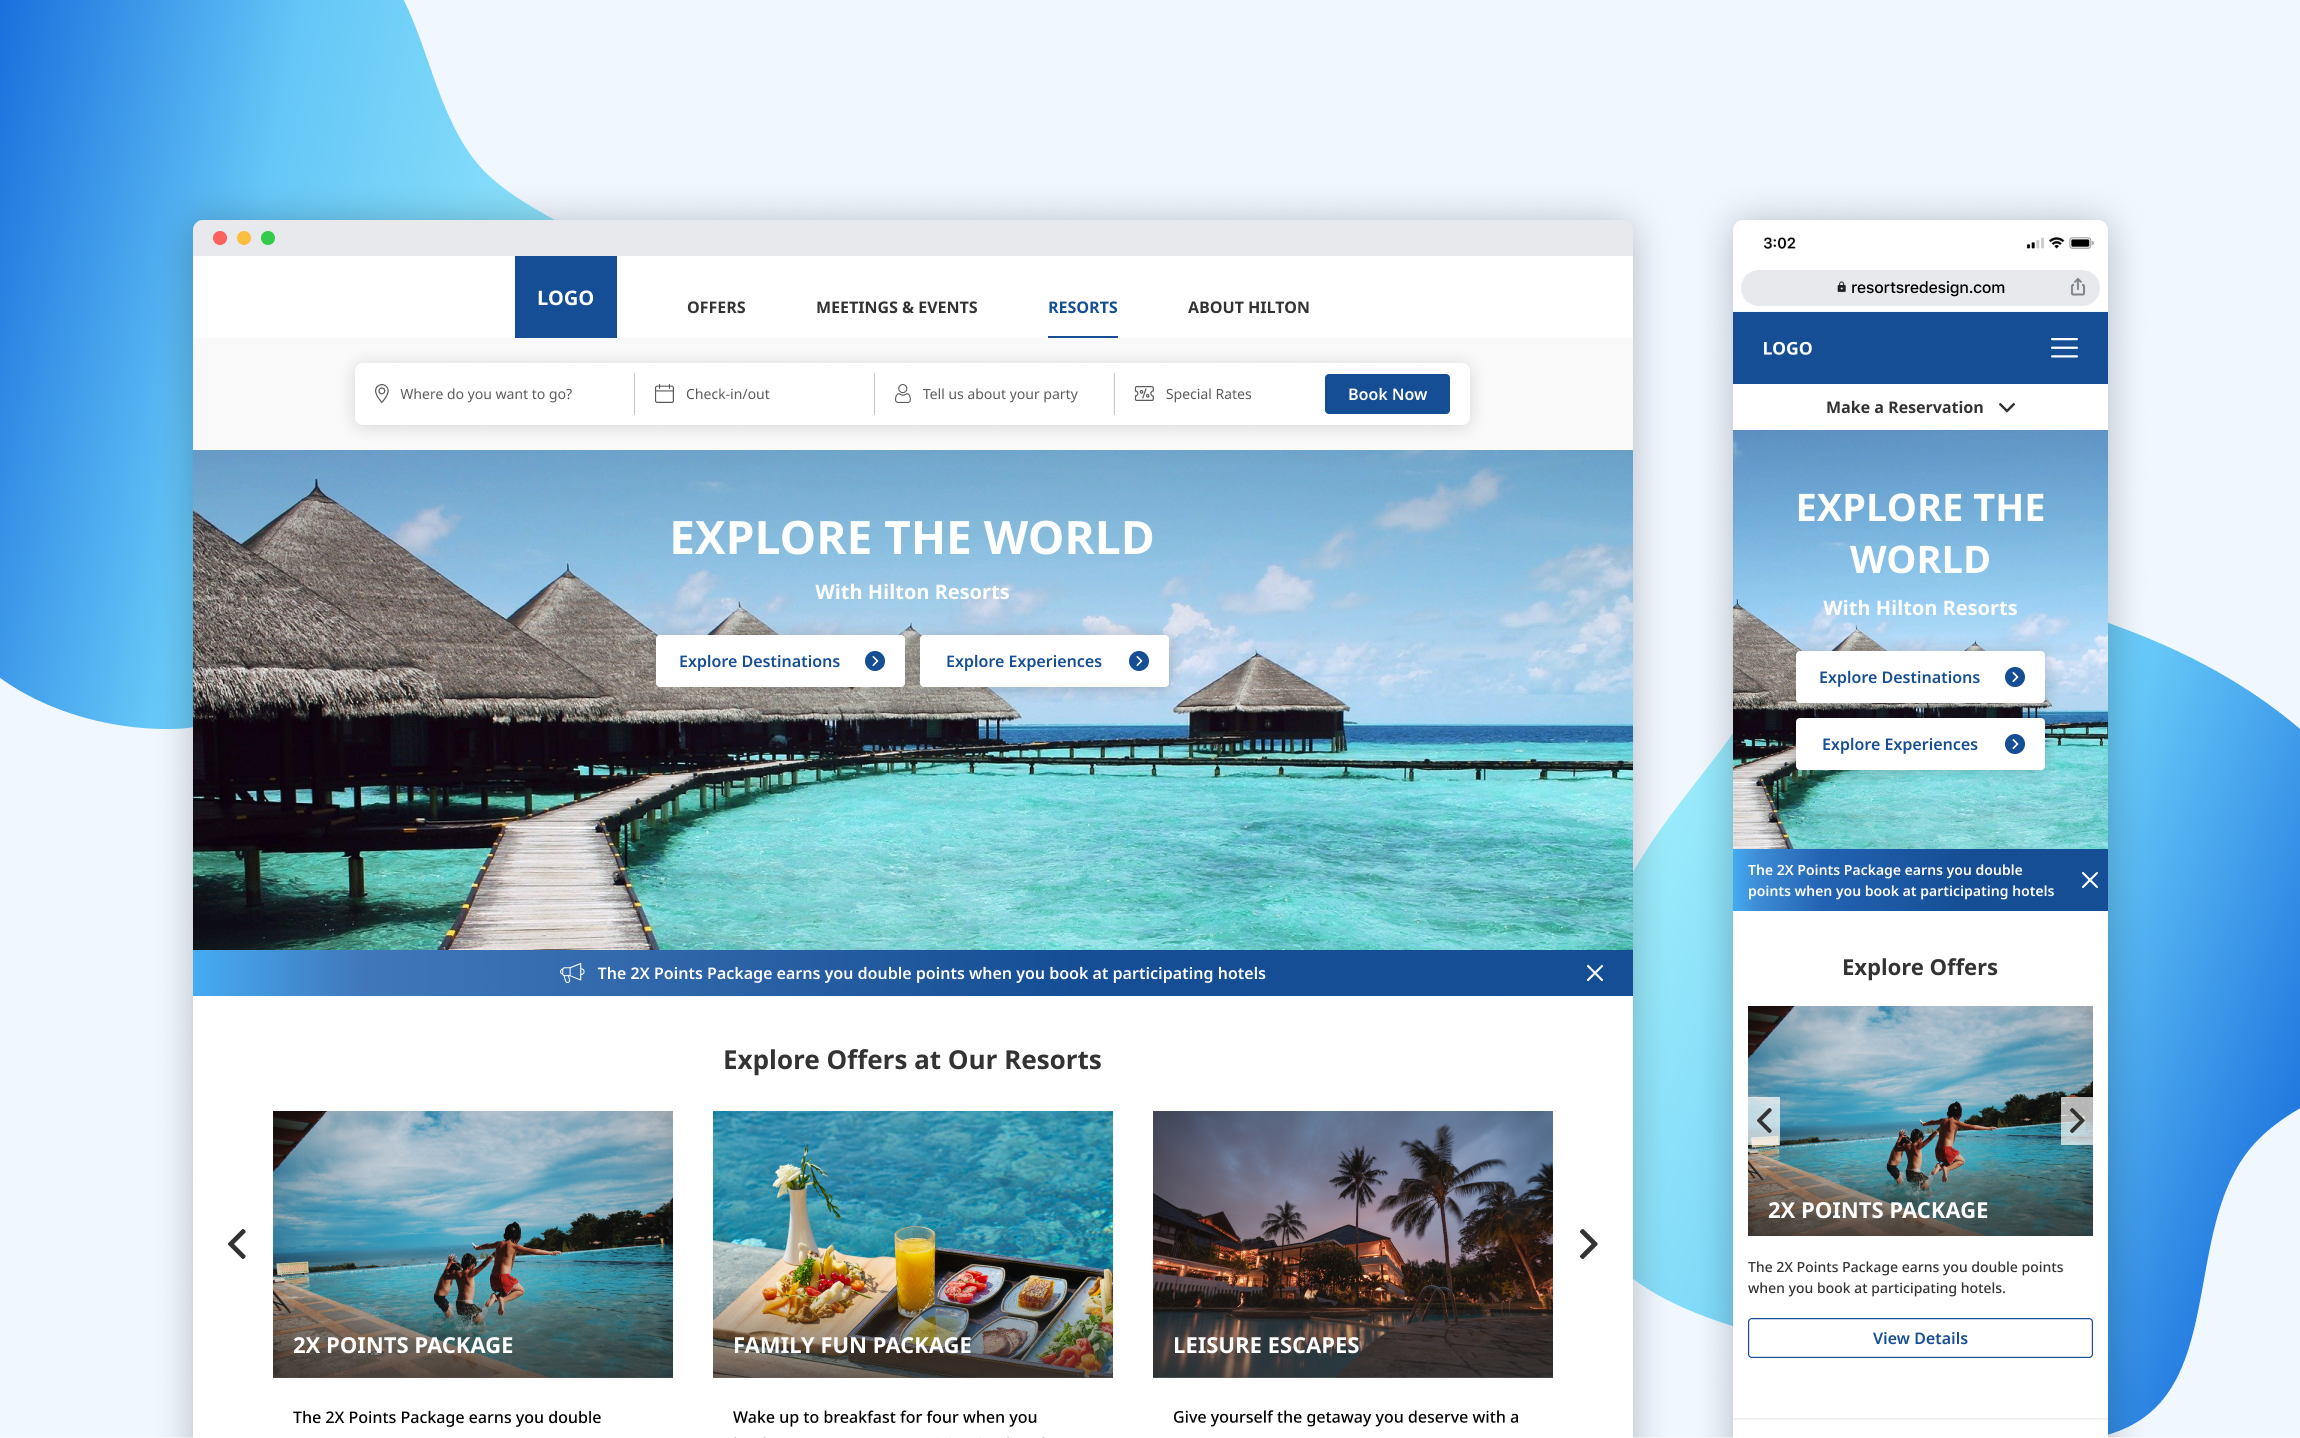 LOGO
OFFERS
MEETINGS & EVENTS
RESORTS
ABOUT HILTON
Where do you want to go?
Check-in/out
Tell us about your party
Special Rates
Book Now
EXPLORE THE WORLD
With Hilton Resorts
Explore Destinations
Explore Experiences
The 2X Points Package earns you double points when you book at participating hotels
Explore Offers at Our Resorts
2X POINTS PACKAGE
FAMILY FUN PACKAGE
LEISURE ESCAPES
The 2X Points Package earns you double
Wake up to breakfast for four when you
Give yourself the getaway you deserve with a
3:02
resortsredesign.com
LOGO
Make a Reservation
EXPLORE THE
WORLD
With Hilton Resorts
Explore Destinations
Explore Experiences
The 2X Points Package earns you double
points when you book at participating hotels
Explore Offers
2X POINTS PACKAGE
The 2X Points Package earns you double points
when you book at participating hotels.
View Details